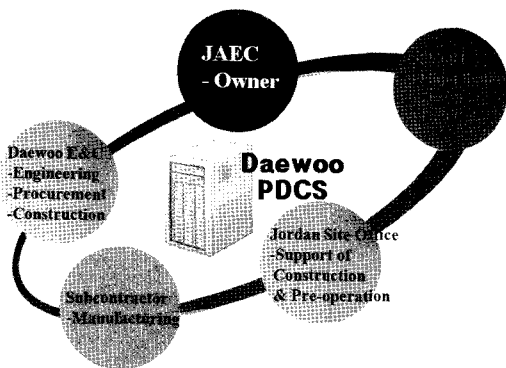 JAEC
- Owner
Daewoo E&C
-Engineering
-Procurement
-Construction
Daewoo
PDCS
Jordan Site Office
-Support of
Construction
& Pre-operation
Subcontractor
-Manufacturing